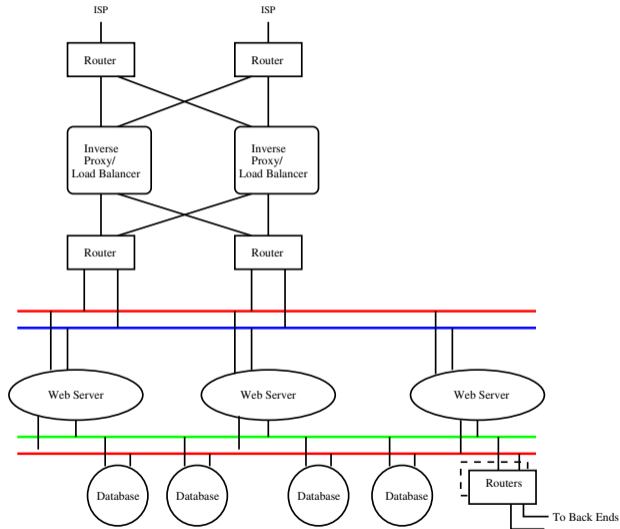 ISP
ISP
Router
Router
Inverse
Proxy/
Load Balancer
Inverse
Proxy/
Load Balancer
Router
Router
Web Server
Web Server
Web Server
Database
Database
Database
Database
Routers
To Back Ends